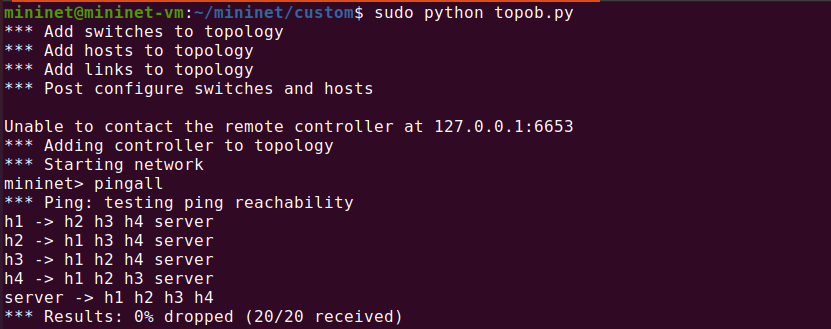 mininet@mininet-vm:~/mininet/custom$ sudo python topob.py
*** Add switches to topology
*** Add hosts to topology
*** Add links to topology
*** Post configure switches and hosts
Unable to contact the remote controller at 127.0.0.1:6653
*** Adding controller to topology
*** Starting network
mininet> pingall
*** Ping: testing ping reachability
h1 -> h2 h3 h4 server
h2 -> h1 h3 h4 server
h3 -> h1 h2 h4 server
h4 -> h1 h2 h3 server
server -> h1 h2 h3 h4
*** Results: 0% dropped (20/20 received)